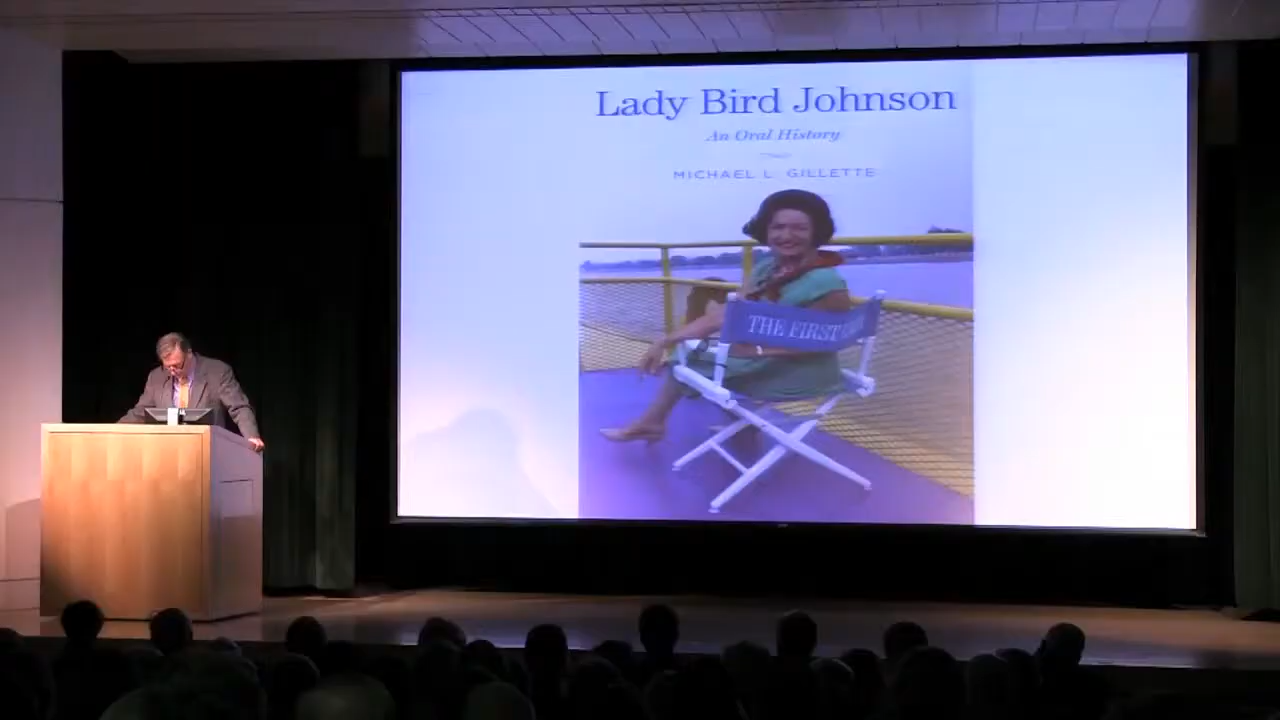 Lady Bird Johnson
An Oral History
MICHAEL L. GILLETTE
THE FIRST